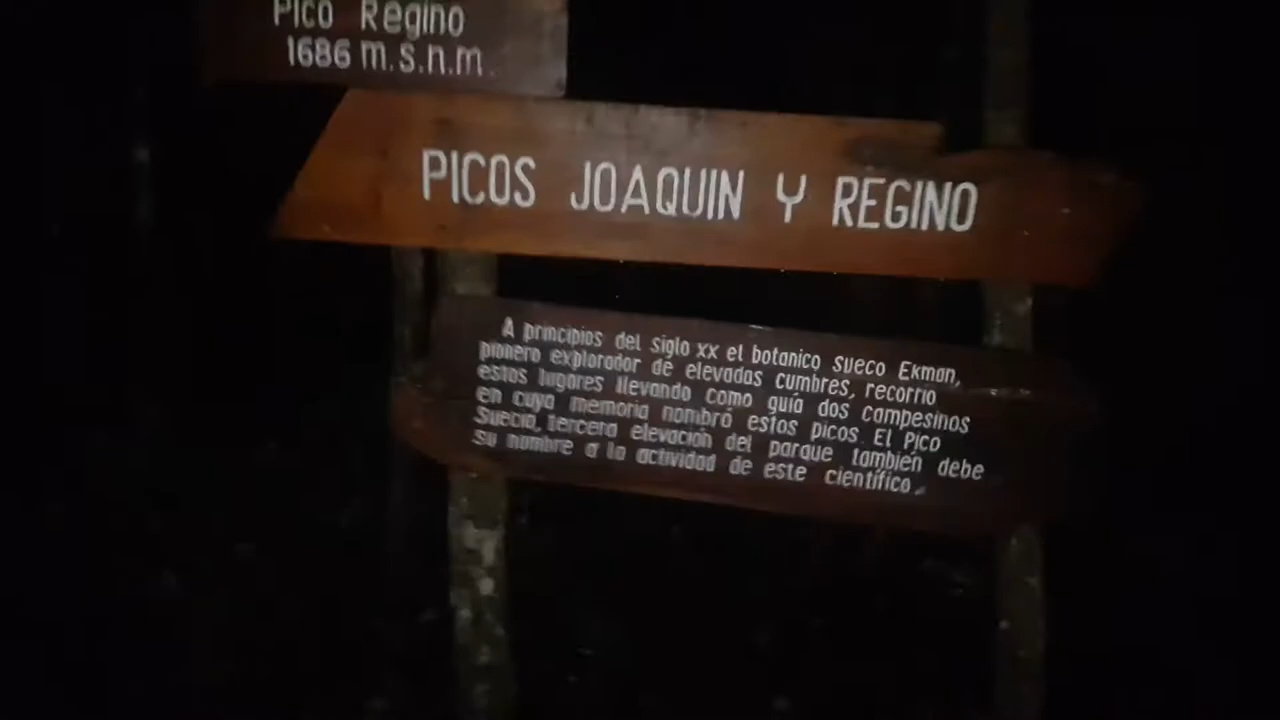 Pico Regino
1686 m.s.n.m.
PICOS JOAQUIN Y REGINO
A principios del siglo xx el botanico sueco Ekman,
pionero explorador de elevadas cumbres, recorrio
estos lugares llevando como guía dos campesinos
en cuya memoria nombró estos picos. El Pico
Suecia, tercera elevación del parque también debe
su nombre a la actividad de este científico.